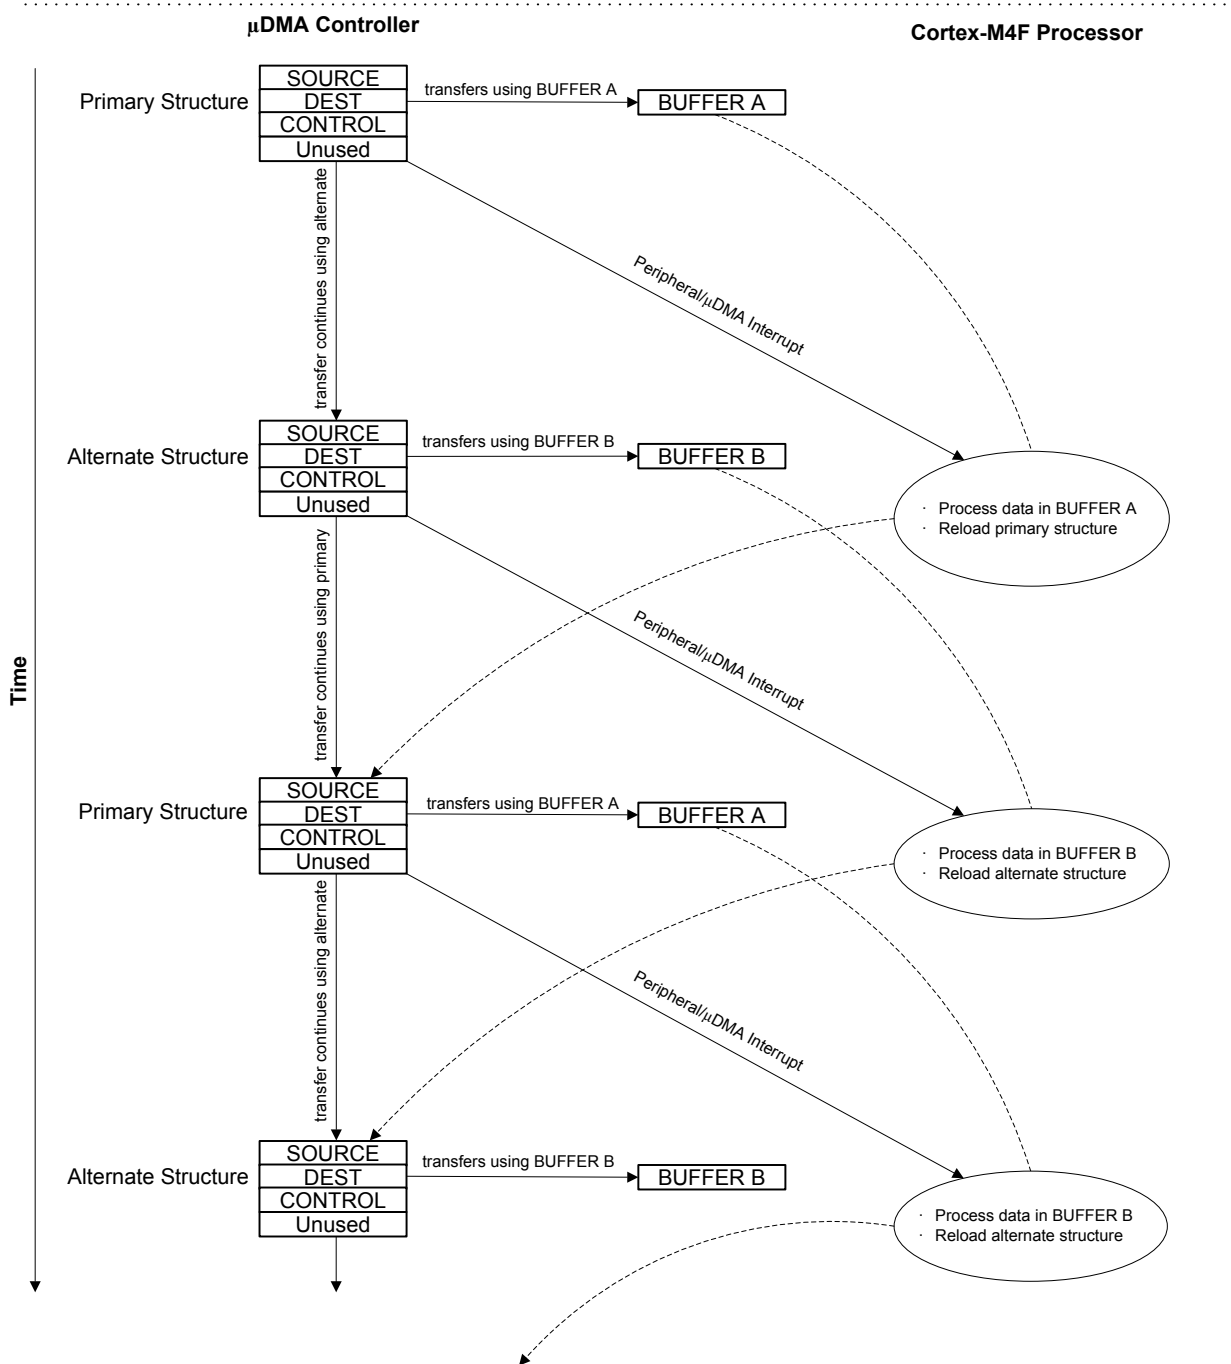 µDMA Controller
Cortex-M4F Processor
SOURCE
Primary Structure
DEST
transfers using BUFFER A
BUFFER A
CONTROL
Unused
transfer continues using alternate
Peripheral/µDMA Interrupt
SOURCE
Alternate Structure
DEST
transfers using BUFFER B
BUFFER B
CONTROL
Unused
· Process data in BUFFER A
· Reload primary structure
transfer continues using primary
Peripheral/µDMA Interrupt
Time
SOURCE
Primary Structure
DEST
transfers using BUFFER A
BUFFER A
CONTROL
Unused
· Process data in BUFFER B
· Reload alternate structure
transfer continues using alternate
Peripheral/µDMA Interrupt
SOURCE
Alternate Structure
DEST
transfers using BUFFER B
BUFFER B
CONTROL
Unused
· Process data in BUFFER B
· Reload alternate structure